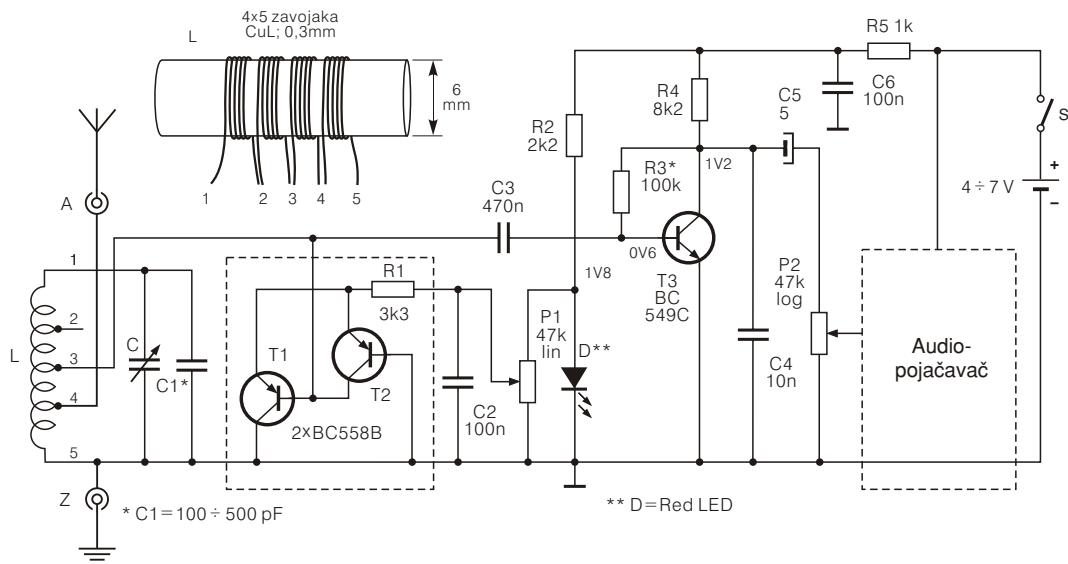 4x5 zavojaka
CuL; 0,3mm
L
6
mm
1
2
3
4
5
A
C3
470n
R2
2k2
R4
8k2
R5 1k
C6
100n
C5
5
S
+
4 ÷ 7 V
−
R3*
100k
1V2
0V6
1V8
T3
BC
549C
P2
47k
log
C4
10n
Audio-
pojačavač
1
2
3
4
5
L
C
C1*
R1
3k3
T1
T2
2xBC558B
C2
100n
P1
47k
lin
D**
Z
* C1=100 ÷ 500 pF
** D=Red LED